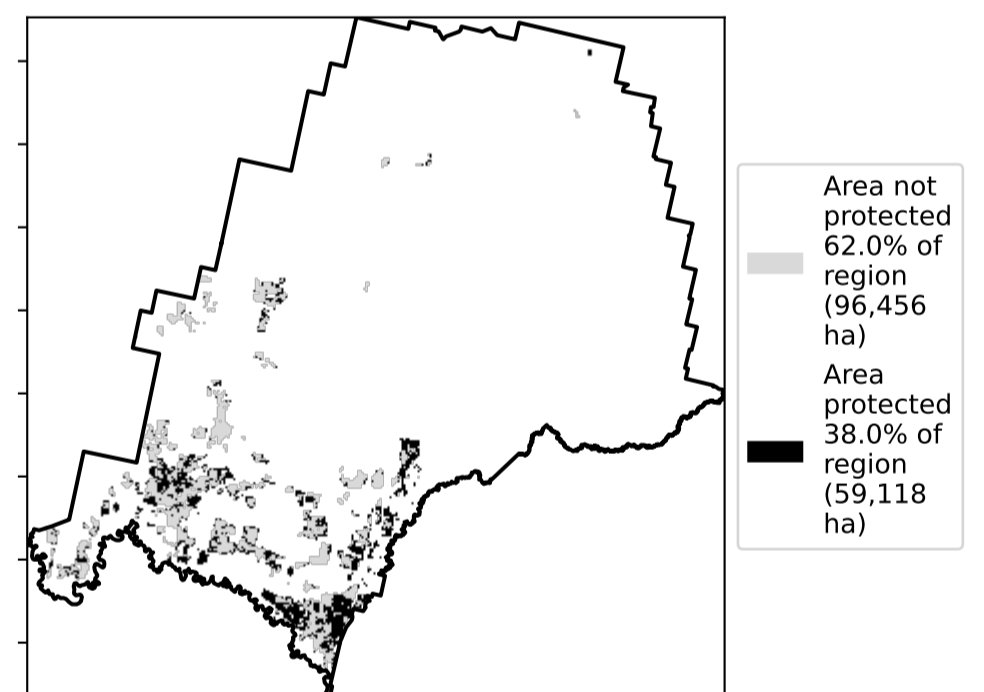 Area not
protected
62.0% of
region
(96,456
ha)
Area
protected
38.0% of
region
(59,118
ha)